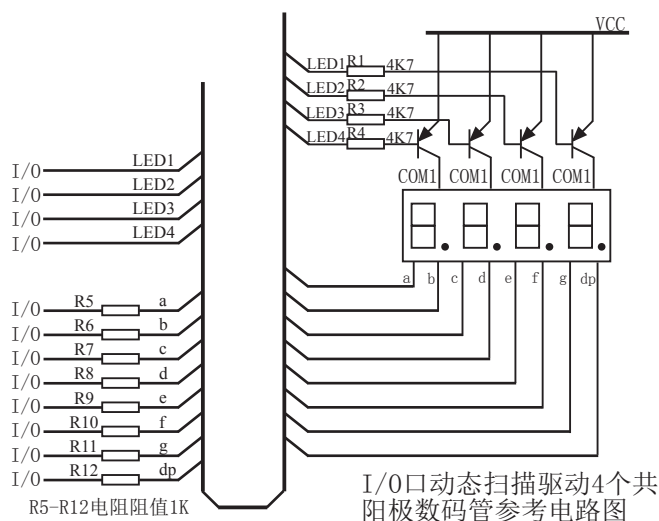 VCC
LED1 R1 4K7
LED2 R2 4K7
LED3 R3 4K7
LED4 R4 4K7
COM1 COM1 COM1 COM1
a b c d e f g dp
I/O LED1
I/O LED2
I/O LED3
I/O LED4
I/O R5 a
I/O R6 b
I/O R7 c
I/O R8 d
I/O R9 e
I/O R10 f
I/O R11 g
I/O R12 dp
R5-R12电阻阻值1K
I/O口动态扫描驱动4个共
阳极数码管参考电路图